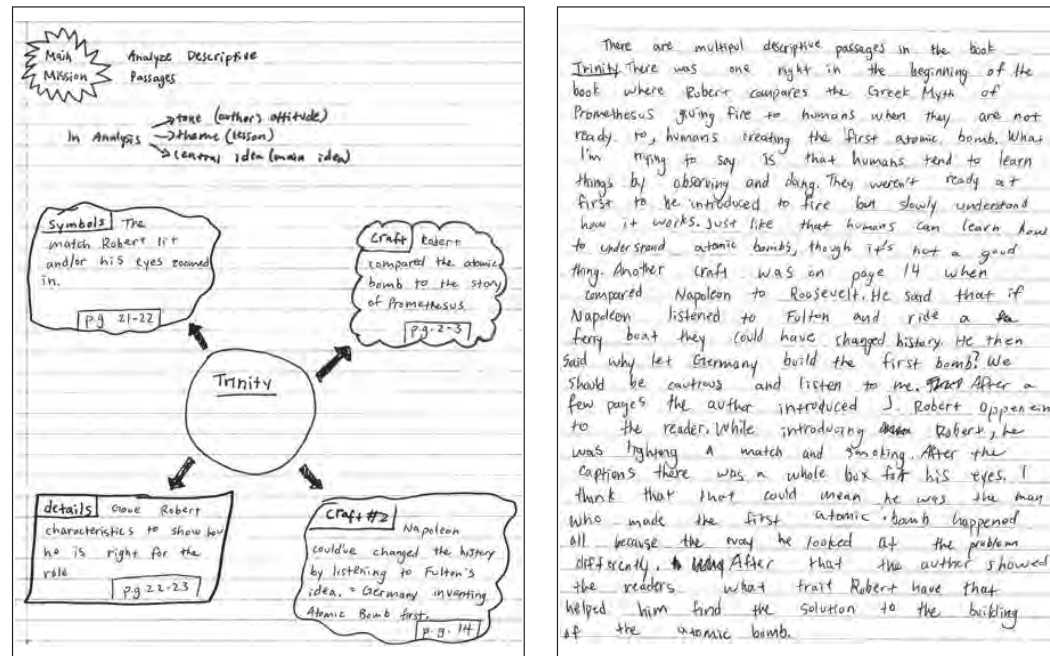 Main
Mission
Analyze Descriptive
Passages
In Analysis
tone (author's attitude)
theme (lesson)
central idea (main idea)
Symbols The
match Robert lit
and/or his eyes zoomed
in.
pg 21-22
Craft Robert
compared the atomic
bomb to the story
of Prometheus.
pg. 2-3
Trinity
details Gave Robert
characteristics to show how
he is right for the
role
pg 22-23
Craft #2 Napoleon
could've changed the history
by listening to Fulton's
idea. = Germany inventing
Atomic Bomb first.
p.g. 14
There are multipul descriptive passages in the book
Trinity There was one right in the beginning of the
book where Robert compares the Greek Myth of
Prometheus giving fire to humans when they are not
ready to, humans creating the first atomic bomb. What
I'm trying to say is that humans tend to learn
things by observing and doing. They weren't ready at
first to be introduced to fire but slowly understand
how it works. Just like that humans can learn how
to understand atomic bombs, though it's not a good
thing. Another craft was on page 14 when
compared Napoleon to Roosevelt. He said that if
Napoleon listened to Fulton and ride a
ferry boat they could have changed history. He then
said why let Germany build the first bomb? We
should be cautious and listen to me. After a
few pages the author introduced J. Robert Oppenein
to the reader. While introducing Robert, he
was lighting a match and smoking. After the
captions there was a whole box for his eyes. I
think that that could mean he was the man
who made the first atomic bomb happened
all because the way he looked at the problem
differently. After that the author showed
the readers what trait Robert have that
helped him find the solution to the building
of the atomic bomb.